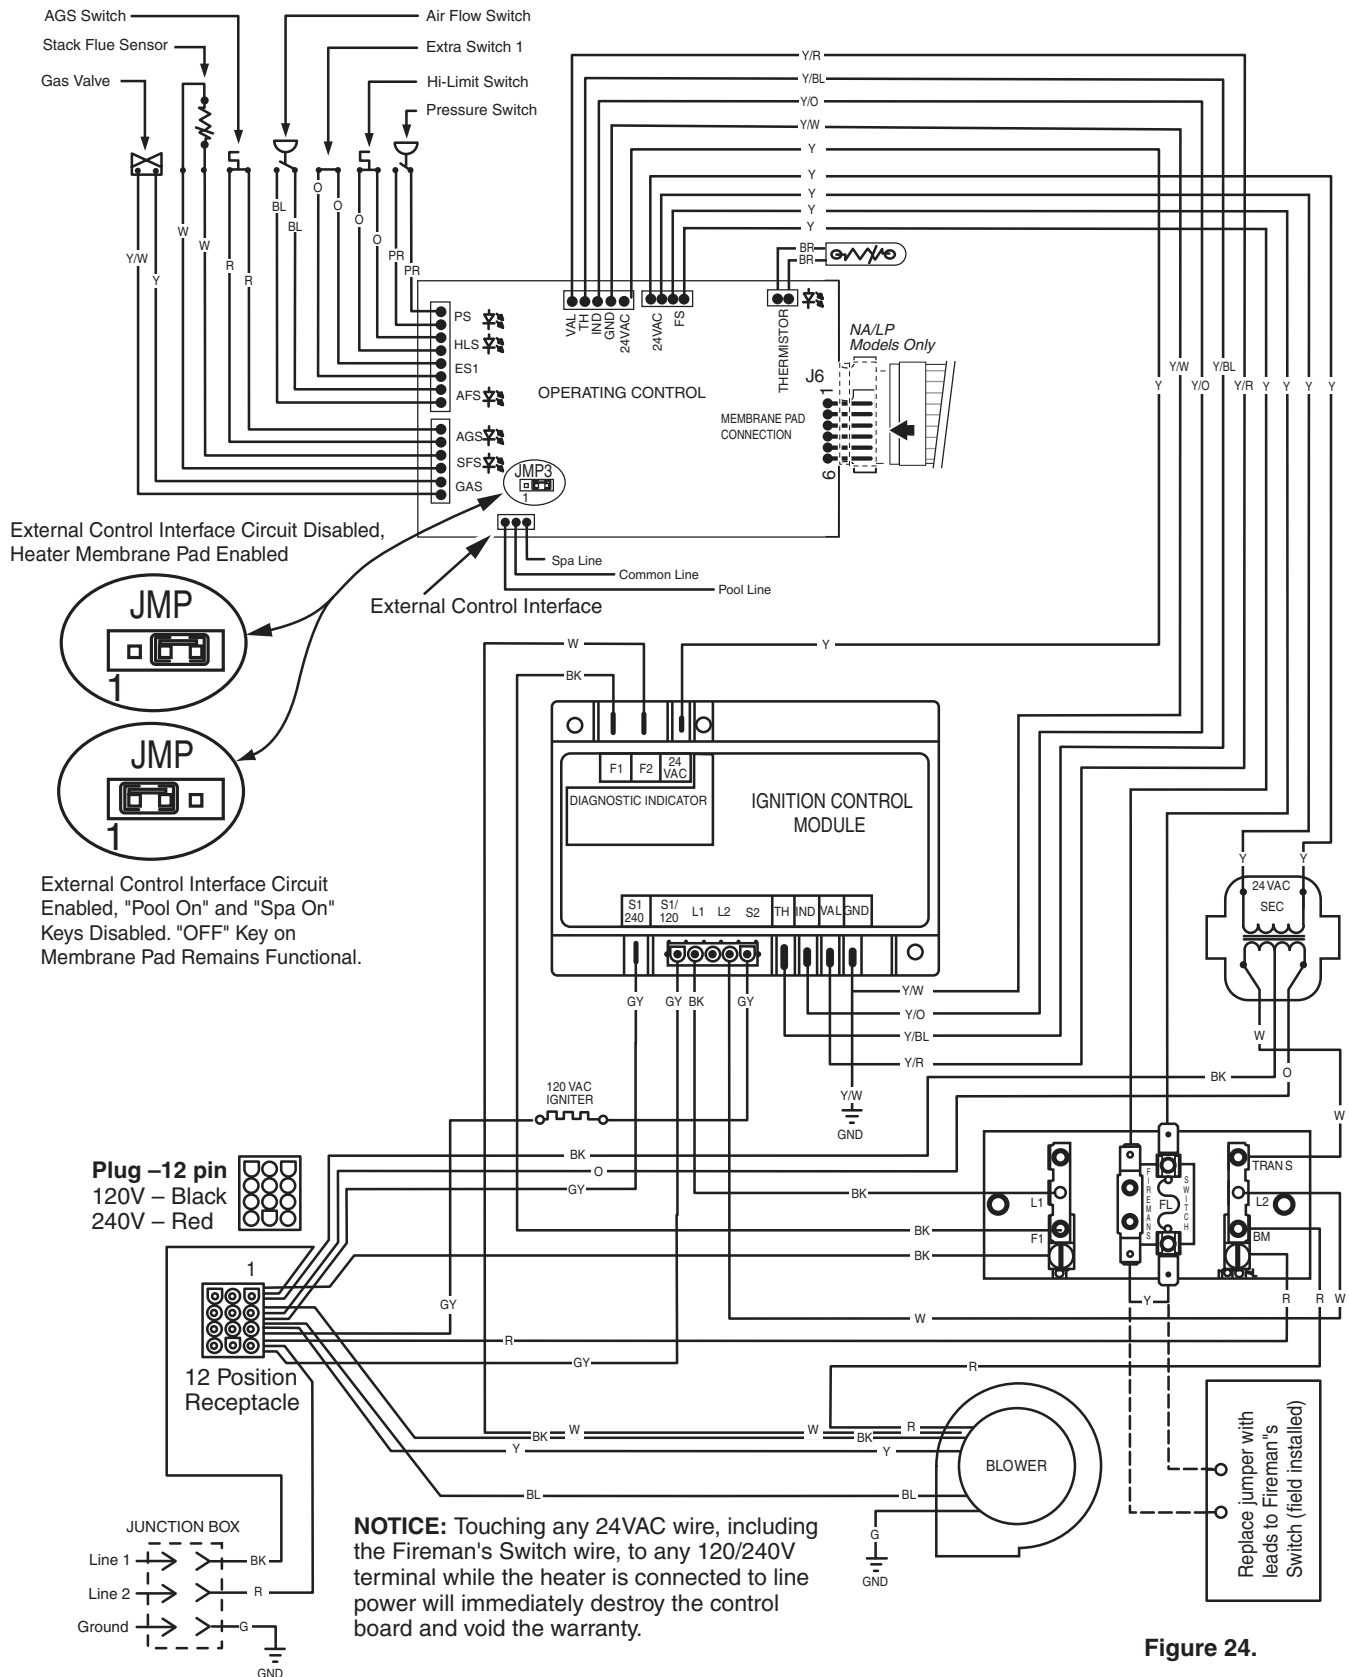 AGS Switch
Stack Flue Sensor
Gas Valve
Air Flow Switch
Extra Switch 1
Hi-Limit Switch
Pressure Switch
Y/R
Y/BL
Y/O
Y/W
Y
Y
Y
Y
Y
BR
BR
O
O
BL
BL
O
O
W
W
Y/W
Y
R
R
PR
PR
PS
HLS
ES1
AFS
AGS
SFS
GAS
VAL
TH
IND
GND
24VAC
24VAC
FS
THERMISTOR
NA/LP
Models Only
J6
1
6
OPERATING CONTROL
MEMBRANE PAD
CONNECTION
JMP3
1
Y
Y/W
Y/O
Y/BL
Y/R
Y
Y
Y
Y
External Control Interface Circuit Disabled,
Heater Membrane Pad Enabled
JMP
1
JMP
1
External Control Interface Circuit
Enabled, "Pool On" and "Spa On"
Keys Disabled. "OFF" Key on
Membrane Pad Remains Functional.
Spa Line
Common Line
Pool Line
External Control Interface
W
BK
Y
F1
F2
24
VAC
DIAGNOSTIC INDICATOR
IGNITION CONTROL
MODULE
S1
240
S1/
120
L1
L2
S2
TH
IND
VAL
GND
GY
GY
BK
GY
Y/W
Y/O
Y/BL
Y/R
Y/W
GND
Y
Y
24 VAC
SEC
W
O
BK
W
120 VAC
IGNITER
BK
O
GY
BK
BK
BK
TRANS
L1
L2
F1
BM
FIREMANS
SWITCH
FL
Y
R
R
W
Plug –12 pin
120V – Black
240V – Red
1
12 Position
Receptacle
GY
W
R
GY
R
W
W
R
BK
BK
Y
Y
BL
BL
BLOWER
G
GND
Replace jumper with
leads to Fireman"s
Switch (field installed)
JUNCTION BOX
Line 1
BK
Line 2
R
Ground
G
GND
NOTICE: Touching any 24VAC wire, including
the Fireman's Switch wire, to any 120/240V
terminal while the heater is connected to line
power will immediately destroy the control
board and void the warranty.
Figure 24.